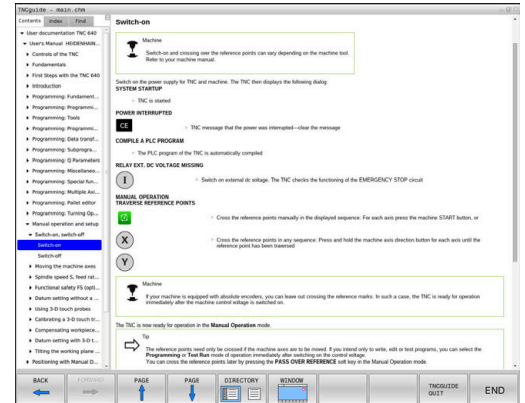 TNCguide - main.chm
Contents Index Find
User documentation TNC 640
User's Manual HEIDENHAIN...
Controls of the TNC
Fundamentals
First Steps with the TNC 640
Introduction
Programming: Fundament...
Programming: Programmi...
Programming: Tools
Programming: Programmi...
Programming: Data transf...
Programming: Subprogra...
Programming: Q Parameters
Programming: Miscellaneo...
Programming: Special fun...
Programming: Multiple Axi...
Programming: Pallet editor
Programming: Turning Op...
Manual operation and setup
Switch-on, switch-off
Switch-on
Switch-off
Moving the machine axes
Spindle speed S, feed rat...
Functional safety FS (opti...
Datum setting without a ...
Using 3-D touch probes
Calibrating a 3-D touch tr...
Compensating workpiece...
Datum setting with 3-D t...
Tilting the working plane ...
Positioning with Manual D...
Switch-on
Machine
Switch-on and crossing over the reference points can vary depending on the machine tool.
Refer to your machine manual.
Switch on the power supply for TNC and machine. The TNC then displays the following dialog:
SYSTEM STARTUP
TNC is started
POWER INTERRUPTED
CE
TNC message that the power was interrupted—clear the message
COMPILE A PLC PROGRAM
The PLC program of the TNC is automatically compiled
RELAY EXT. DC VOLTAGE MISSING
I
Switch on external dc voltage. The TNC checks the functioning of the EMERGENCY STOP circuit
MANUAL OPERATION
TRAVERSE REFERENCE POINTS
Cross the reference points manually in the displayed sequence: For each axis press the machine START button, or
X
Cross the reference points in any sequence: Press and hold the machine axis direction button for each axis until the
reference point has been traversed
Y
Machine
If your machine is equipped with absolute encoders, you can leave out crossing the reference marks. In such a case, the TNC is ready for operation
immediately after the machine control voltage is switched on.
The TNC is now ready for operation in the Manual Operation mode.
Tip
The reference points need only be crossed if the machine axes are to be moved. If you intend only to write, edit or test programs, you can select the
Programming or Test Run mode of operation immediately after switching on the control voltage.
You can cross the reference points later by pressing the PASS OVER REFERENCE soft key in the Manual Operation mode.
BACK FORWARD PAGE PAGE DIRECTORY WINDOW TNCGUIDE
QUIT END